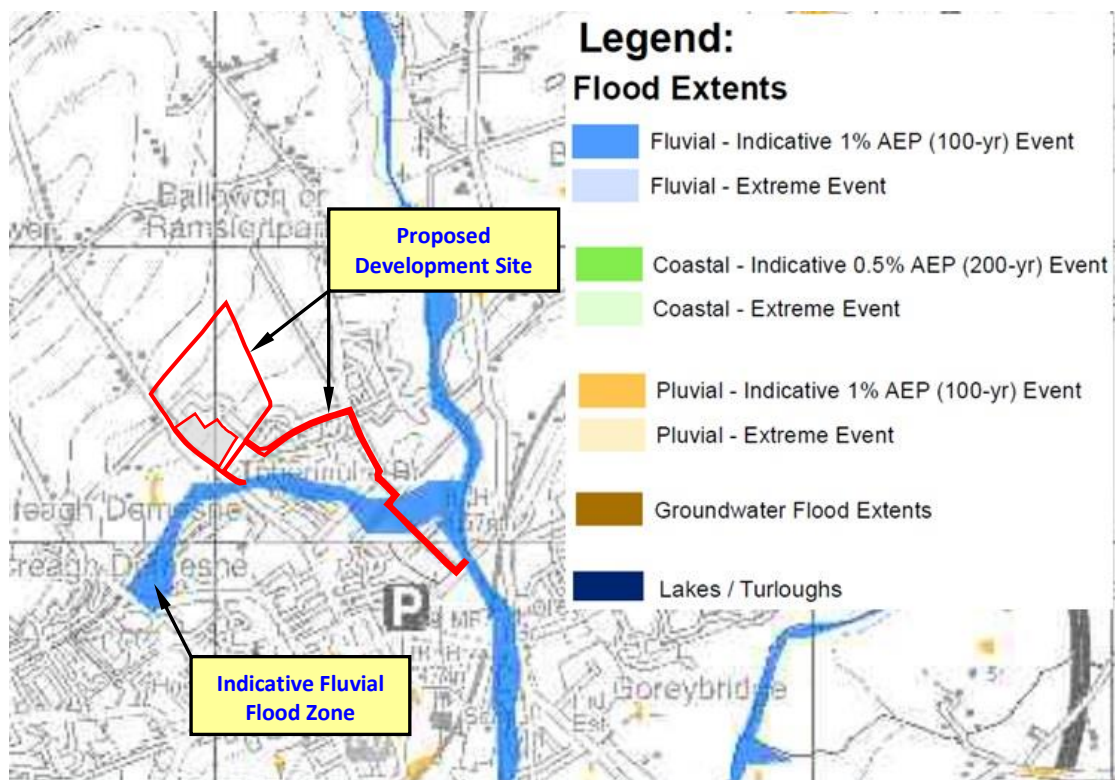 Legend:
Flood Extents
Fluvial - Indicative 1% AEP (100-yr) Event
Fluvial - Extreme Event
Coastal - Indicative 0.5% AEP (200-yr) Event
Coastal - Extreme Event
Pluvial - Indicative 1% AEP (100-yr) Event
Pluvial - Extreme Event
Groundwater Flood Extents
Lakes / Turloughs
Proposed
Development Site
Demesne
P
Goreybridge
Indicative Fluvial
Flood Zone